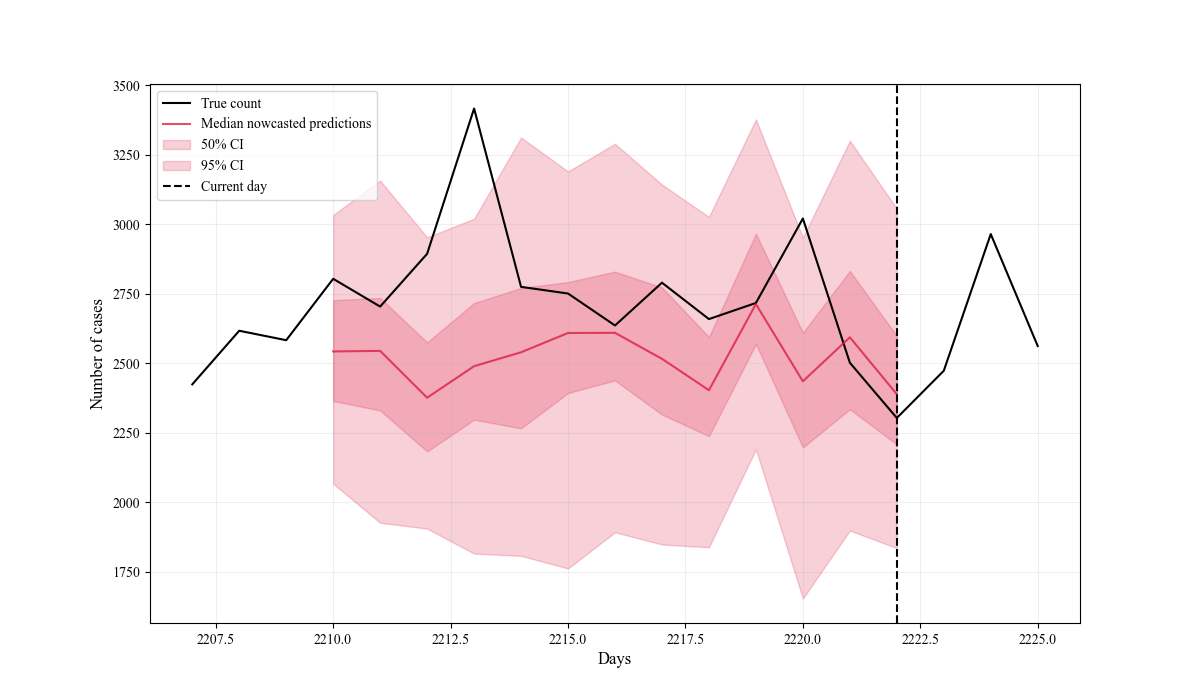 True count
Median nowcasted predictions
50% CI
95% CI
Current day
Number of cases
3500
3250
3000
2750
2500
2250
2000
1750
2207.5 2210.0 2212.5 2215.0 2217.5 2220.0 2222.5 2225.0
Days